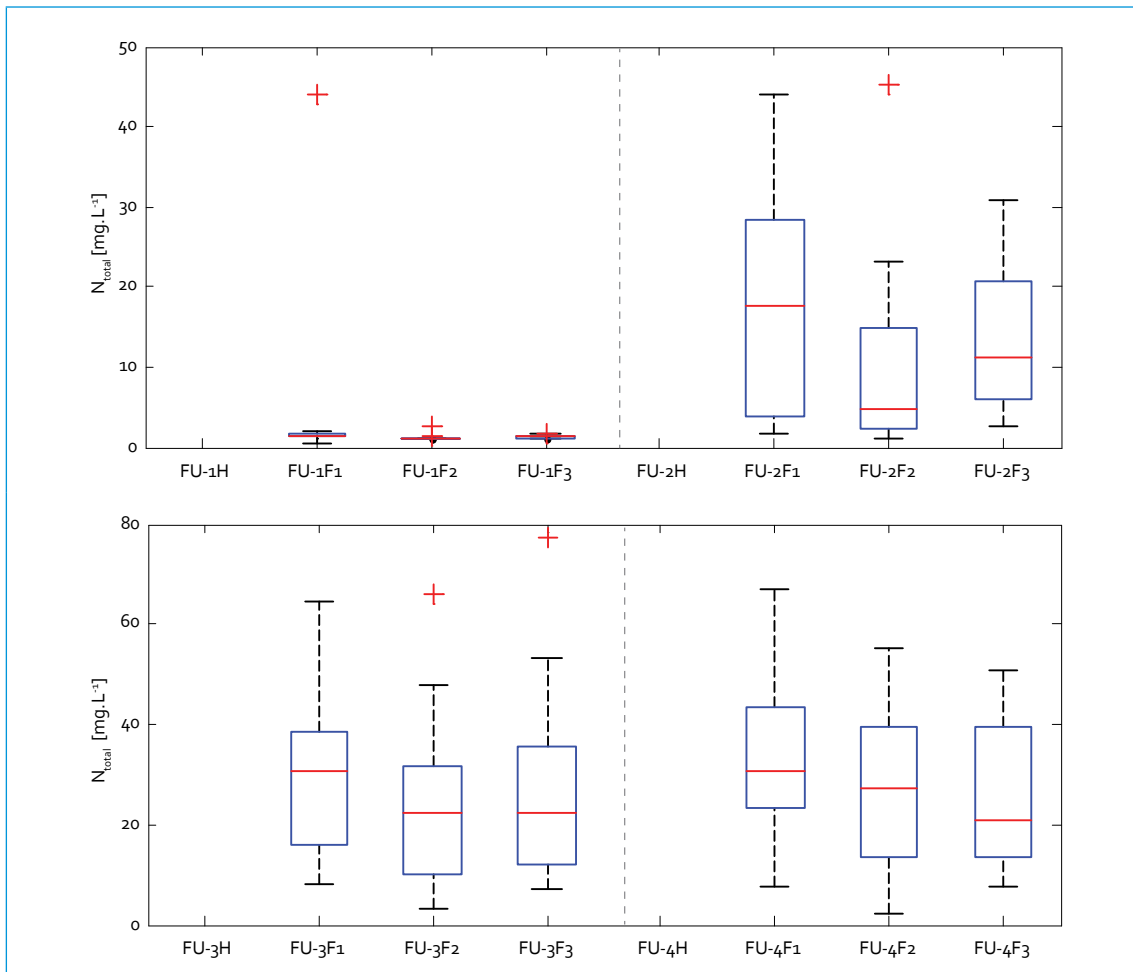 50
40
30
20
10
0
N total [mg.L-1]
FU-1H FU-1F1 FU-1F2 FU-1F3 FU-2H FU-2F1 FU-2F2 FU-2F3
80
60
40
20
0
N total [mg.L-1]
FU-3H FU-3F1 FU-3F2 FU-3F3 FU-4H FU-4F1 FU-4F2 FU-4F3